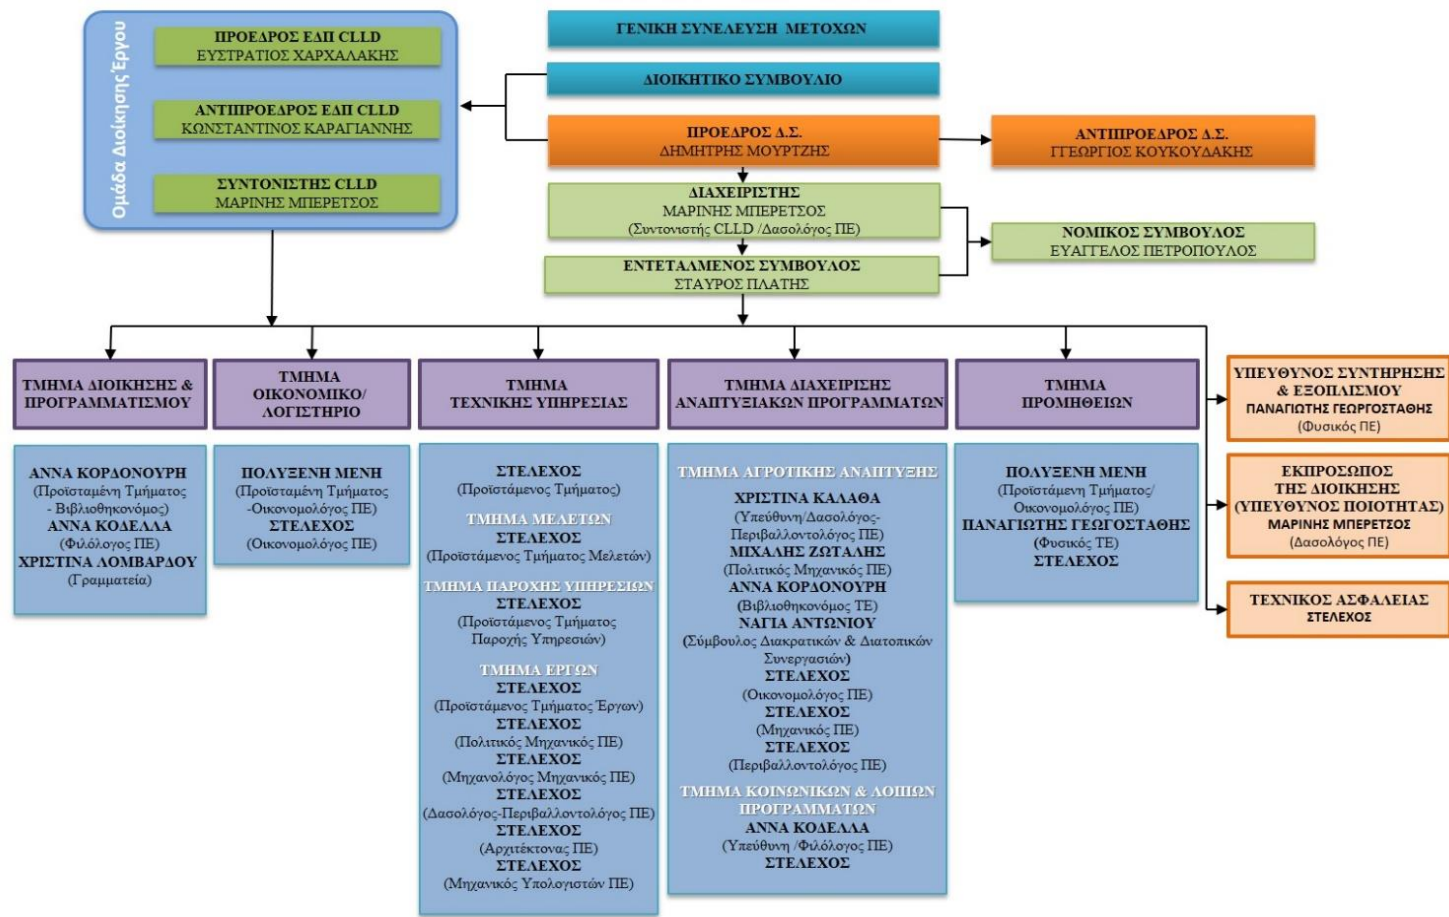 Ομάδα Διοίκησης Έργου
ΠΡΟΕΔΡΟΣ ΕΔΠ CLLD
ΕΥΣΤΡΑΤΙΟΣ ΧΑΡΧΑΛΑΚΗΣ
ΑΝΤΙΠΡΟΕΔΡΟΣ ΕΔΠ CLLD
ΚΩΝΣΤΑΝΤΙΝΟΣ ΚΑΡΑΓΙΑΝΝΗΣ
ΣΥΝΤΟΝΙΣΤΗΣ CLLD
ΜΑΡΙΝΗΣ ΜΠΕΡΕΤΣΟΣ
ΓΕΝΙΚΗ ΣΥΝΕΛΕΥΣΗ ΜΕΤΟΧΩΝ
ΔΙΟΙΚΗΤΙΚΟ ΣΥΜΒΟΥΛΙΟ
ΠΡΟΕΔΡΟΣ Δ.Σ.
ΔΗΜΗΤΡΗΣ ΜΟΥΡΤΖΗΣ
ΑΝΤΙΠΡΟΕΔΡΟΣ Δ.Σ.
ΓΓΕΩΡΓΙΟΣ ΚΟΥΚΟΥΔΑΚΗΣ
ΔΙΑΧΕΙΡΙΣΤΗΣ
ΜΑΡΙΝΗΣ ΜΠΕΡΕΤΣΟΣ
(Συντονιστής CLLD /Δασολόγος ΠΕ)
ΕΝΤΕΤΑΛΜΕΝΟΣ ΣΥΜΒΟΥΛΟΣ
ΣΤΑΥΡΟΣ ΠΛΑΤΗΣ
ΝΟΜΙΚΟΣ ΣΥΜΒΟΥΛΟΣ
ΕΥΑΓΓΕΛΟΣ ΠΕΤΡΟΠΟΥΛΟΣ
ΤΜΗΜΑ ΔΙΟΙΚΗΣΗΣ &
ΠΡΟΓΡΑΜΜΑΤΙΣΜΟΥ
ΑΝΝΑ ΚΟΡΔΟΝΟΥΡΗ
(Προϊσταμένη Τμήματος
- Βιβλιοθηκονόμος)
ΑΝΝΑ ΚΟΔΕΛΛΑ
(Φιλόλογος ΠΕ)
ΧΡΙΣΤΙΝΑ ΛΟΜΒΑΡΔΟΥ
(Γραμματεία)
ΤΜΗΜΑ
ΟΙΚΟΝΟΜΙΚΟ/
ΛΟΓΙΣΤΗΡΙΟ
ΠΟΛΥΞΕΝΗ ΜΕΝΗ
(Προϊσταμένη Τμήματος
-Οικονομολόγος ΠΕ)
ΣΤΕΛΕΧΟΣ
(Οικονομολόγος ΠΕ)
ΤΜΗΜΑ
ΤΕΧΝΙΚΗΣ ΥΠΗΡΕΣΙΑΣ
ΣΤΕΛΕΧΟΣ
(Προϊστάμενος Τμήματος)
ΤΜΗΜΑ ΜΕΛΕΤΩΝ
ΣΤΕΛΕΧΟΣ
(Προϊστάμενος Τμήματος Μελετών)
ΤΜΗΜΑ ΠΑΡΟΧΗΣ ΥΠΗΡΕΣΙΩΝ
ΣΤΕΛΕΧΟΣ
(Προϊστάμενος Τμήματος
Παροχής Υπηρεσιών)
ΤΜΗΜΑ ΕΡΓΩΝ
ΣΤΕΛΕΧΟΣ
(Προϊστάμενος Τμήματος Έργων)
ΣΤΕΛΕΧΟΣ
(Πολιτικός Μηχανικός ΠΕ)
ΣΤΕΛΕΧΟΣ
(Μηχανολόγος Μηχανικός ΠΕ)
ΣΤΕΛΕΧΟΣ
(Δασολόγος-Περιβαλλοντολόγος ΠΕ)
ΣΤΕΛΕΧΟΣ
(Αρχιτέκτονας ΠΕ)
ΣΤΕΛΕΧΟΣ
(Μηχανικός Υπολογιστών ΠΕ)
ΤΜΗΜΑ ΔΙΑΧΕΙΡΙΣΗΣ
ΑΝΑΠΤΥΞΙΑΚΩΝ ΠΡΟΓΡΑΜΜΑΤΩΝ
ΤΜΗΜΑ ΑΓΡΟΤΙΚΗΣ ΑΝΑΠΤΥΞΗΣ
ΧΡΙΣΤΙΝΑ ΚΑΛΑΘΑ
(Υπεύθυνη/Δασολόγος-
Περιβαλλοντολόγος ΠΕ)
ΜΙΧΑΛΗΣ ΖΩΤΑΛΗΣ
(Πολιτικός Μηχανικός ΠΕ)
ΑΝΝΑ ΚΟΡΔΟΝΟΥΡΗ
(Βιβλιοθηκονόμος ΤΕ)
ΝΑΓΙΑ ΑΝΤΩΝΙΟΥ
(Σύμβουλος Διακρατικών & Διατοπικών
Συνεργασιών)
ΣΤΕΛΕΧΟΣ
(Οικονομολόγος ΠΕ)
ΣΤΕΛΕΧΟΣ
(Μηχανικός ΠΕ)
ΣΤΕΛΕΧΟΣ
(Περιβαλλοντολόγος ΠΕ)
ΤΜΗΜΑ ΚΟΙΝΩΝΙΚΩΝ & ΛΟΙΠΩΝ
ΠΡΟΓΡΑΜΜΑΤΩΝ
ΑΝΝΑ ΚΟΔΕΛΛΑ
(Υπεύθυνη /Φιλόλογος ΠΕ)
ΣΤΕΛΕΧΟΣ
ΤΜΗΜΑ
ΠΡΟΜΗΘΕΙΩΝ
ΠΟΛΥΞΕΝΗ ΜΕΝΗ
(Προϊστάμενη Τμήματος/
Οικονομολόγος ΠΕ)
ΠΑΝΑΓΙΩΤΗΣ ΓΕΩΓΟΣΤΑΘΗΣ
(Φυσικός ΤΕ)
ΣΤΕΛΕΧΟΣ
ΥΠΕΥΘΥΝΟΣ ΣΥΝΤΗΡΗΣΗΣ
& ΕΞΟΠΛΙΣΜΟΥ
ΠΑΝΑΓΙΩΤΗΣ ΓΕΩΡΓΟΣΤΑΘΗΣ
(Φυσικός ΠΕ)
ΕΚΠΡΟΣΩΠΟΣ
ΤΗΣ ΔΙΟΙΚΗΣΗΣ
(ΥΠΕΥΘΥΝΟΣ ΠΟΙΟΤΗΤΑΣ)
ΜΑΡΙΝΗΣ ΜΠΕΡΕΤΣΟΣ
(Δασολόγος ΠΕ)
ΤΕΧΝΙΚΟΣ ΑΣΦΑΛΕΙΑΣ
ΣΤΕΛΕΧΟΣ